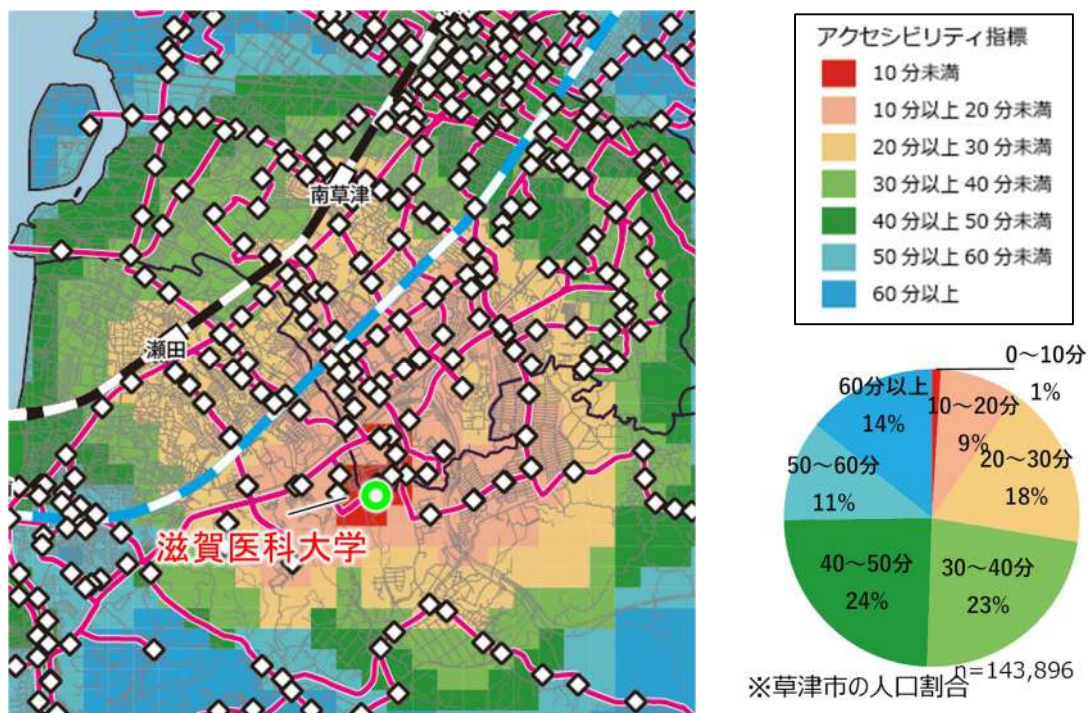 南草津
瀬田
滋賀医科大学
アクセシビリティ指標
10分未満
10分以上20分未満
20分以上30分未満
30分以上40分未満
40分以上50分未満
50分以上60分未満
60分以上
0～10分
1%
10～20分
9%
20～30分
18%
30～40分
23%
40～50分
24%
50～60分
11%
60分以上
14%
n=143,896
※草津市の人口割合